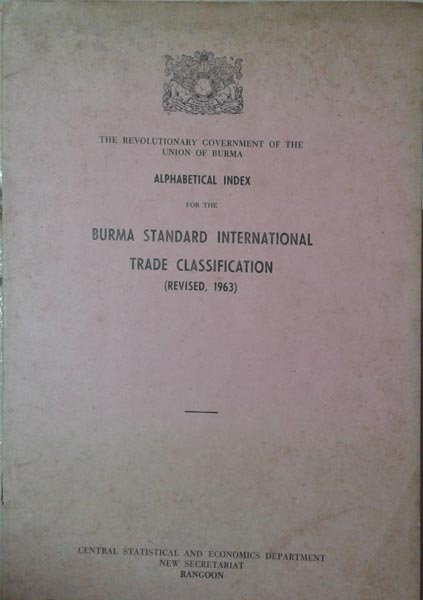 THE REVOLUTIONARY GOVERNMENT OF THE
UNION OF BURMA
ALPHABETICAL INDEX
FOR THE
BURMA STANDARD INTERNATIONAL
TRADE CLASSIFICATION
(REVISED, 1963)
CENTRAL STATISTICAL AND ECONOMICS DEPARTMENT
NEW SECRETARIAT
RANGOON